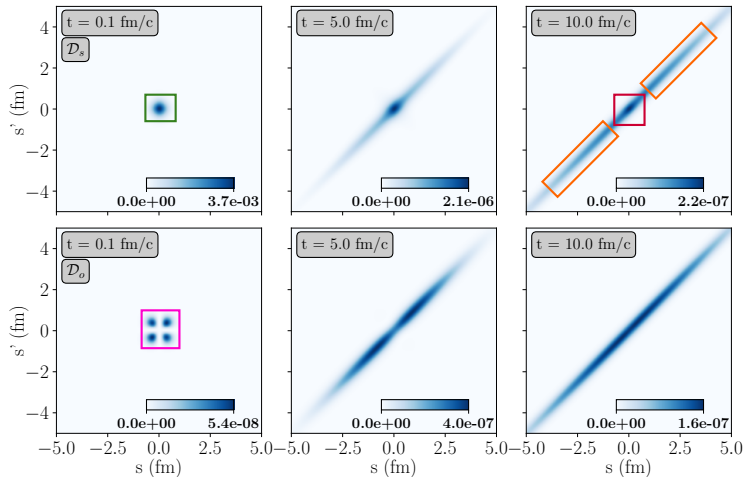 t = 0.1 fm/c
t = 5.0 fm/c
t = 10.0 fm/c
𝒟ₛ
4
2
0
−2
−4
s' (fm)
0.0e+00 3.7e-03
0.0e+00 2.1e-06
0.0e+00 2.2e-07
t = 0.1 fm/c
t = 5.0 fm/c
t = 10.0 fm/c
𝒟ₒ
4
2
0
−2
−4
s' (fm)
0.0e+00 5.4e-08
0.0e+00 4.0e-07
0.0e+00 1.6e-07
−5.0 −2.5 0.0 2.5 5.0
−2.5 0.0 2.5
−5.0 −2.5 0.0 2.5 5.0
s (fm)
s (fm)
s (fm)